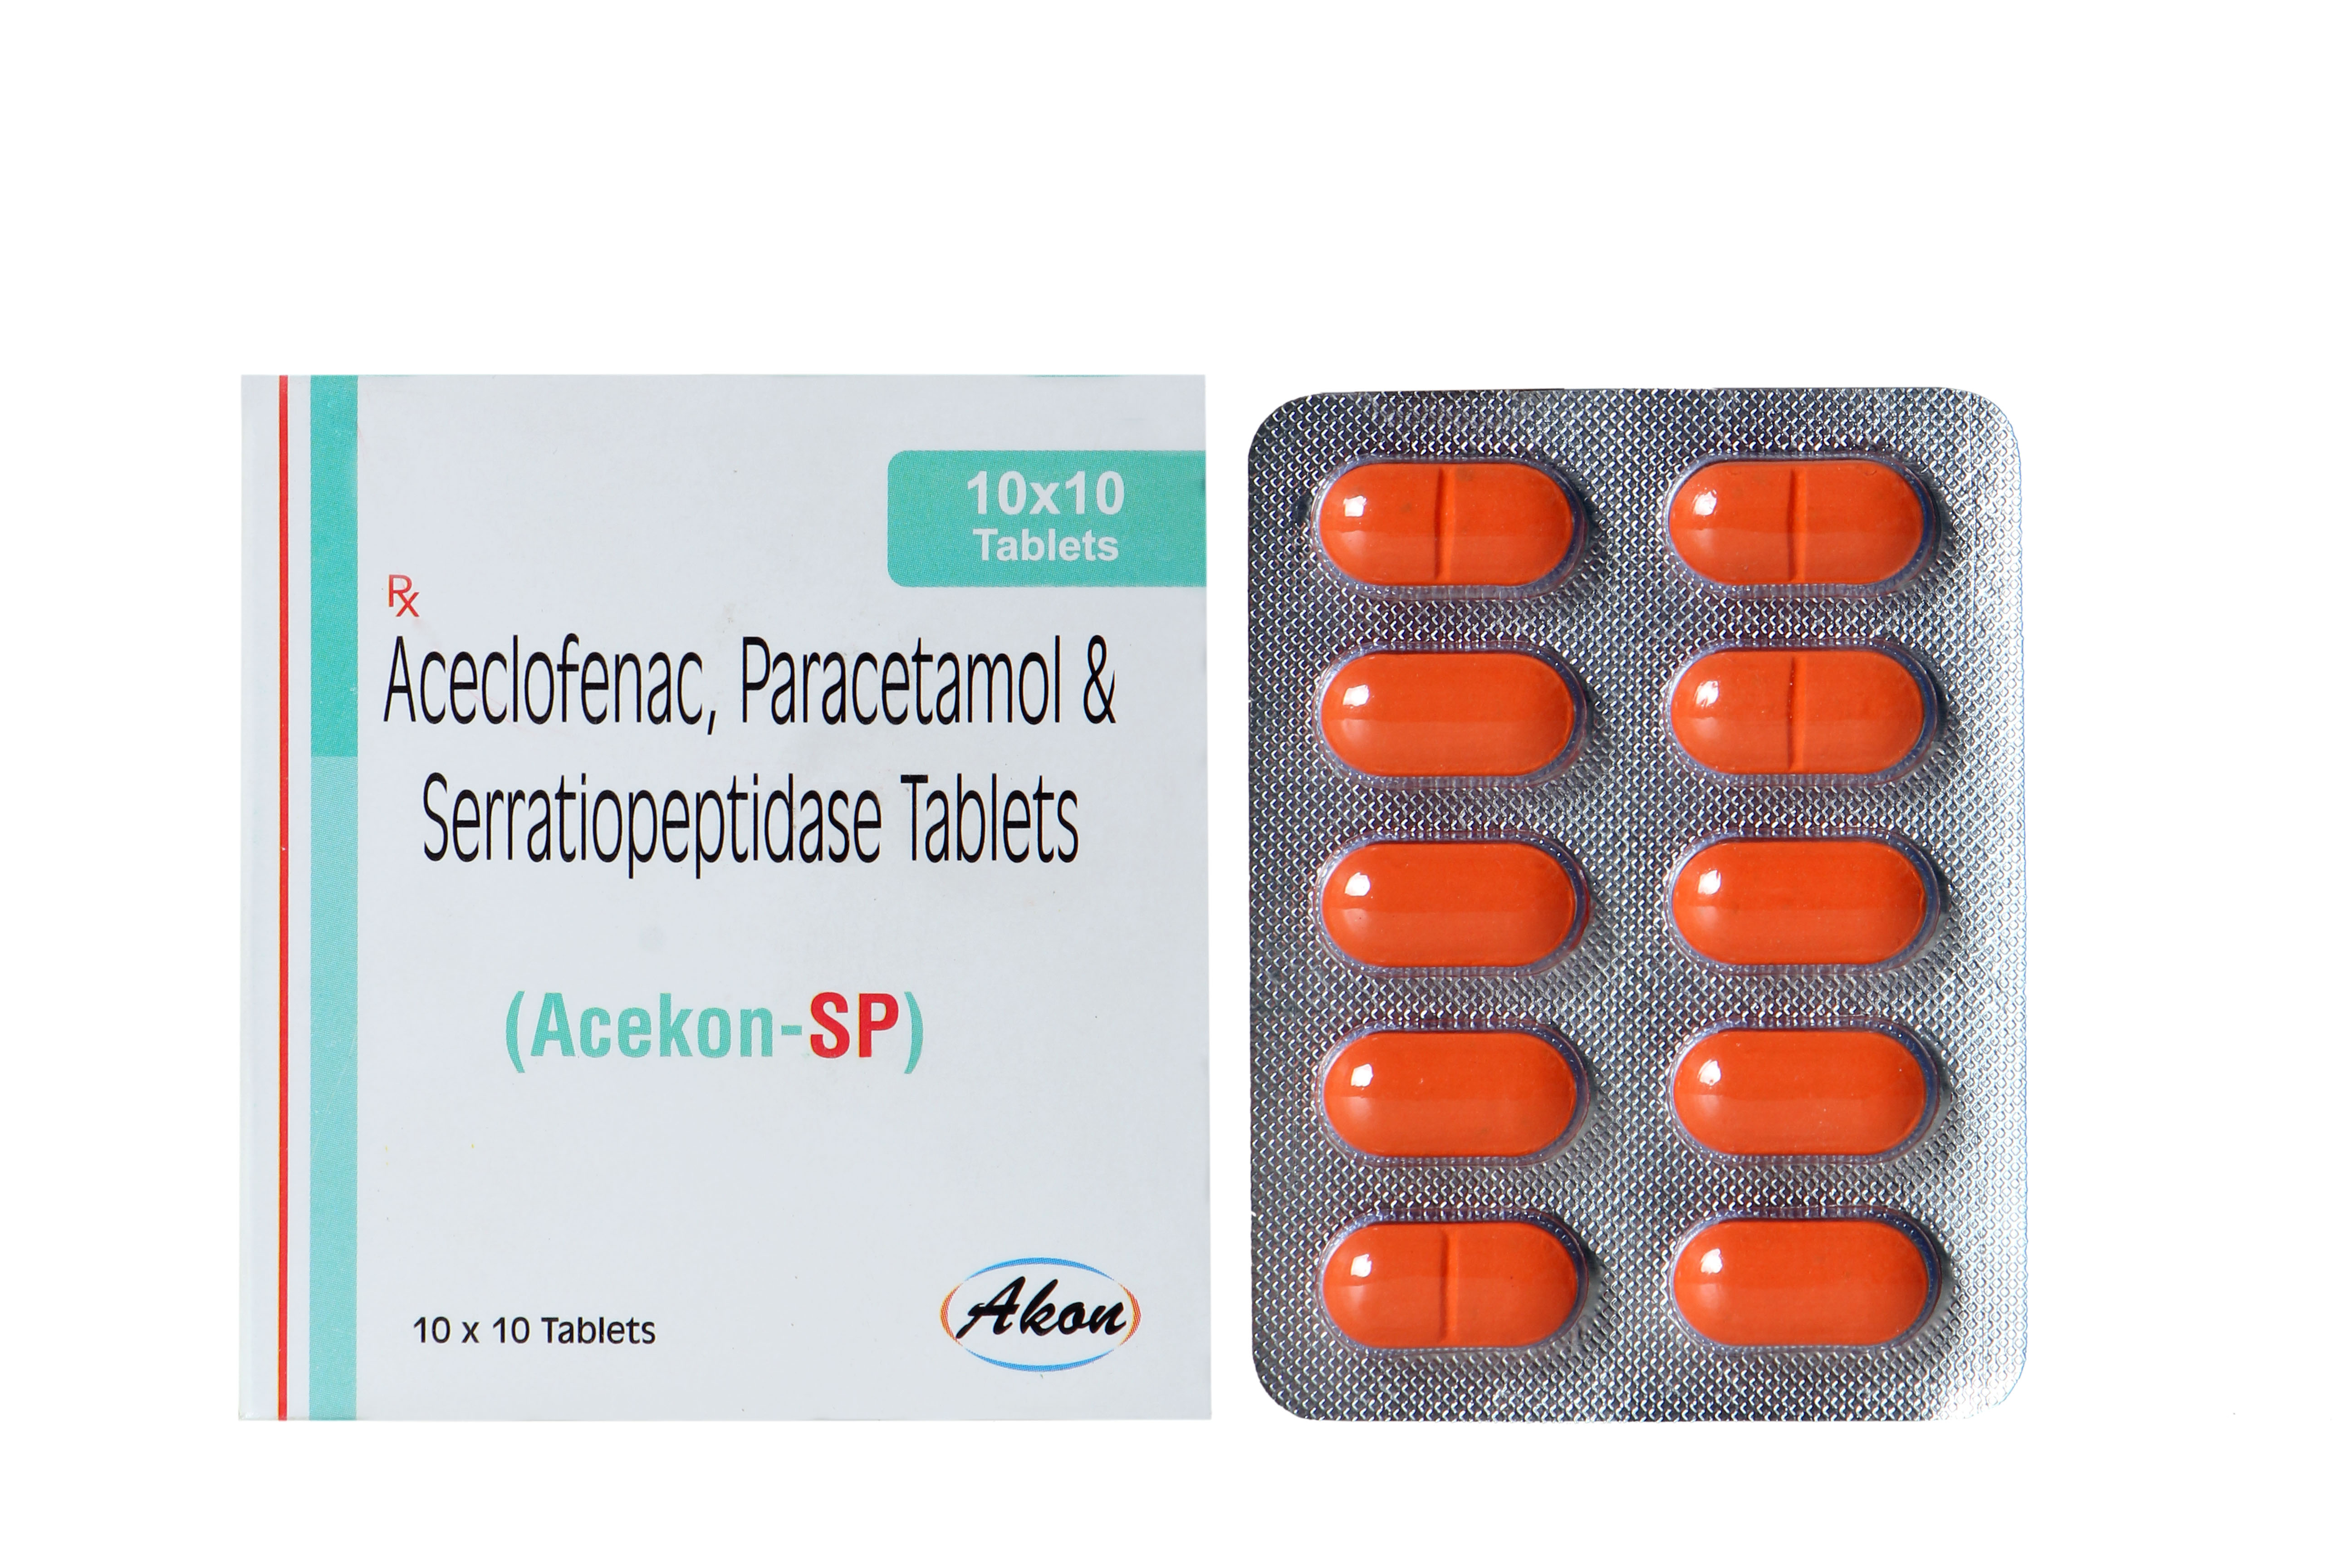 10x10
Tablets
Rx
Aceclofenac, Paracetamol &
Serratiopeptidase Tablets
(Acekon-SP)
10 x 10 Tablets
Akon